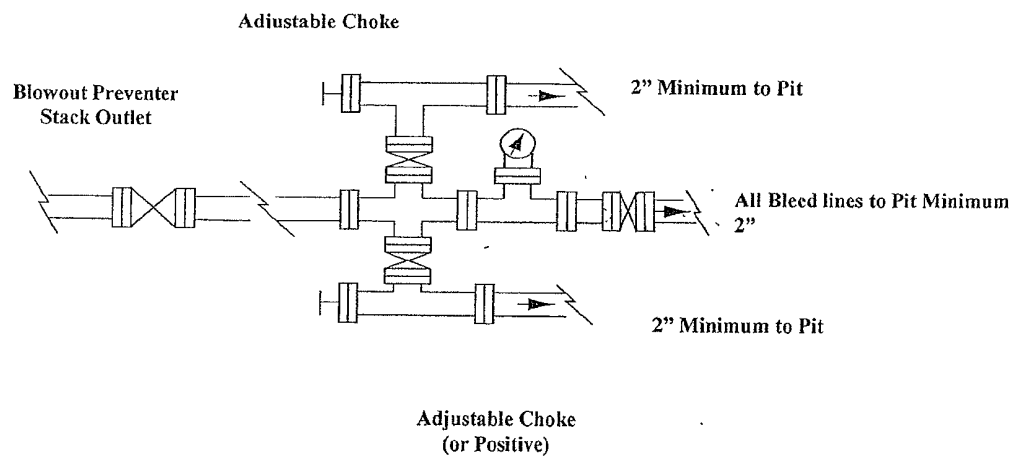 Adjustable Choke
Blowout Preventer
Stack Outlet
2" Minimum to Pit
All Bleed lines to Pit Minimum
2"
2" Minimum to Pit
Adjustable Choke
(or Positive)